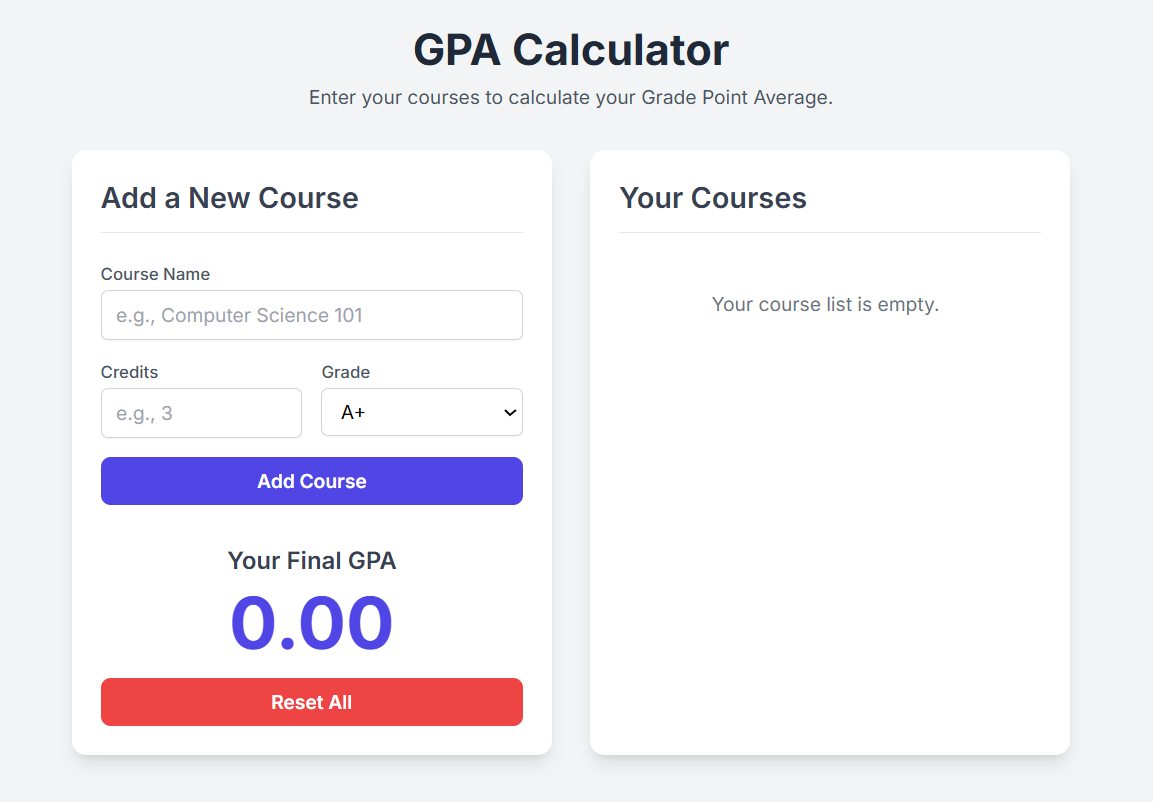 GPA Calculator
Enter your courses to calculate your Grade Point Average.
Add a New Course
Course Name
e.g., Computer Science 101
Credits
Grade
e.g., 3
A+
Add Course
Your Final GPA
0.00
Reset All
Your Courses
Your course list is empty.